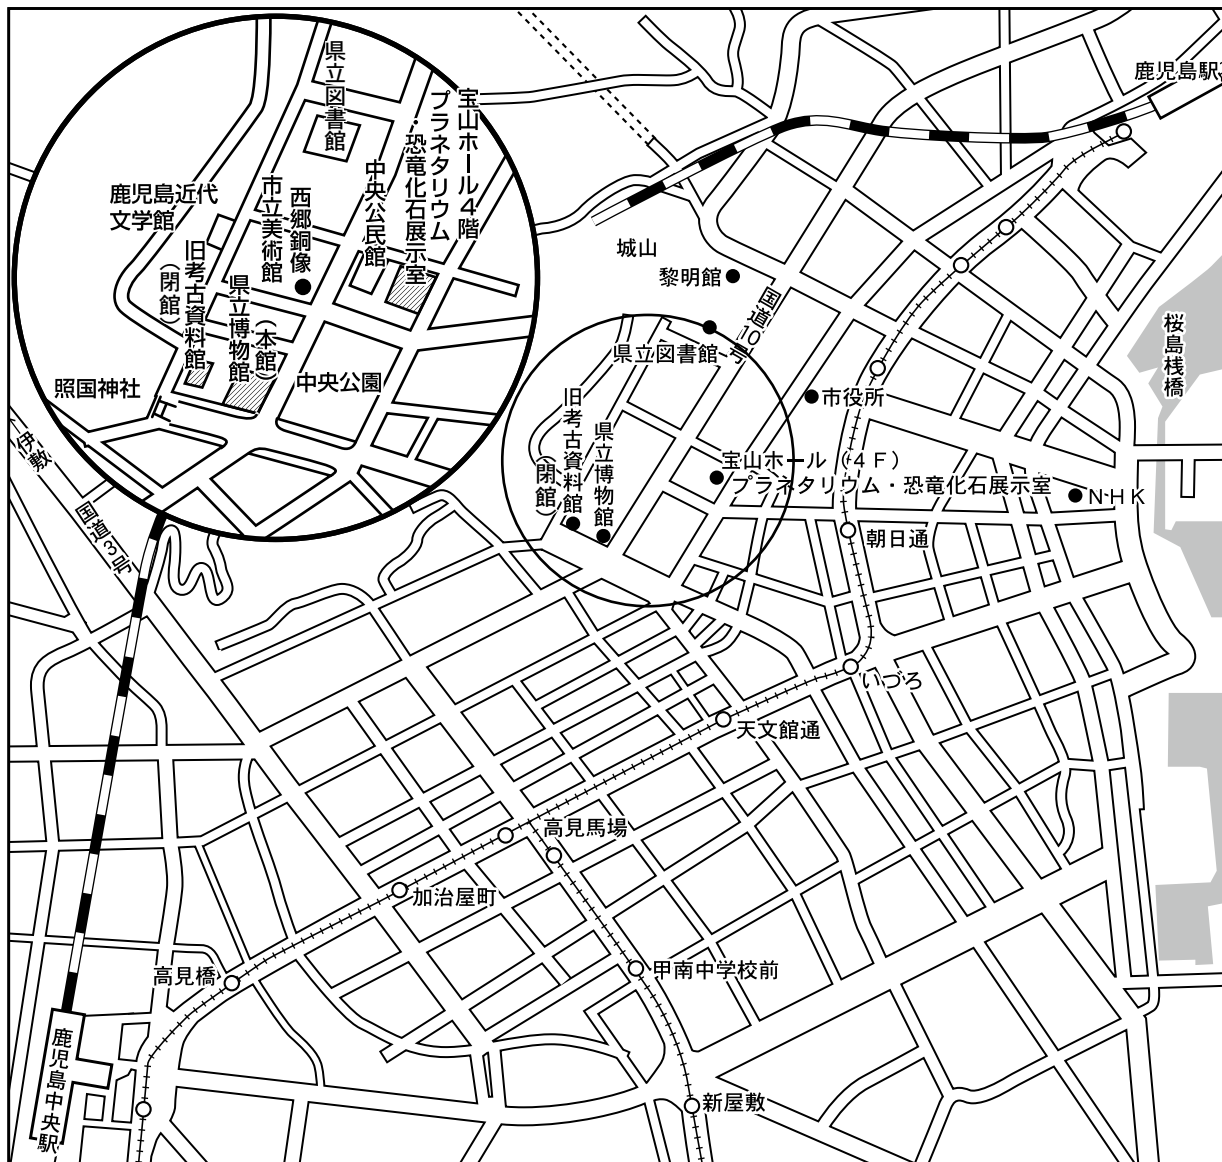 県立図書館
宝山ホール４階
プラネタリウム
・恐竜化石展示室
中央公民館
西郷銅像
市立美術館
鹿児島近代
文学館
旧考古資料館
（閉館）
県立博物館
（本館）
中央公園
照国神社
鹿児島駅
城山
黎明館
国道10号
県立図書館
桜島桟橋
市役所
旧考古資料館
（閉館）
県立博物館
宝山ホール（４Ｆ）
プラネタリウム・恐竜化石展示室
ＮＨＫ
伊敷
国道3号
朝日通
いづろ
天文館通
高見馬場
加治屋町
甲南中学校前
高見橋
鹿児島中央駅
新屋敷